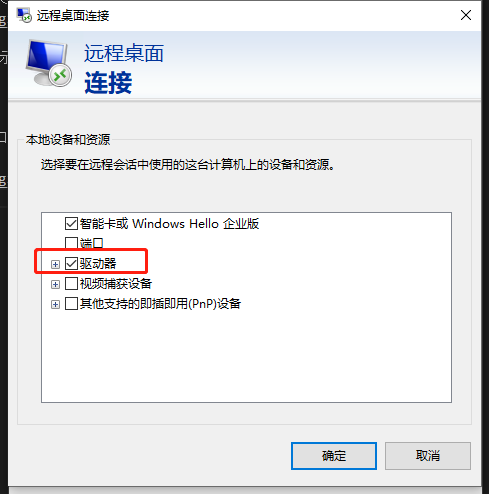 远程桌面连接
远程桌面
连接
本地设备和资源
选择要在远程会话中使用的这台计算机上的设备和资源。
智能卡或 Windows Hello 企业版
端口
驱动器
视频捕获设备
其他支持的即插即用(PnP)设备
确定
取消